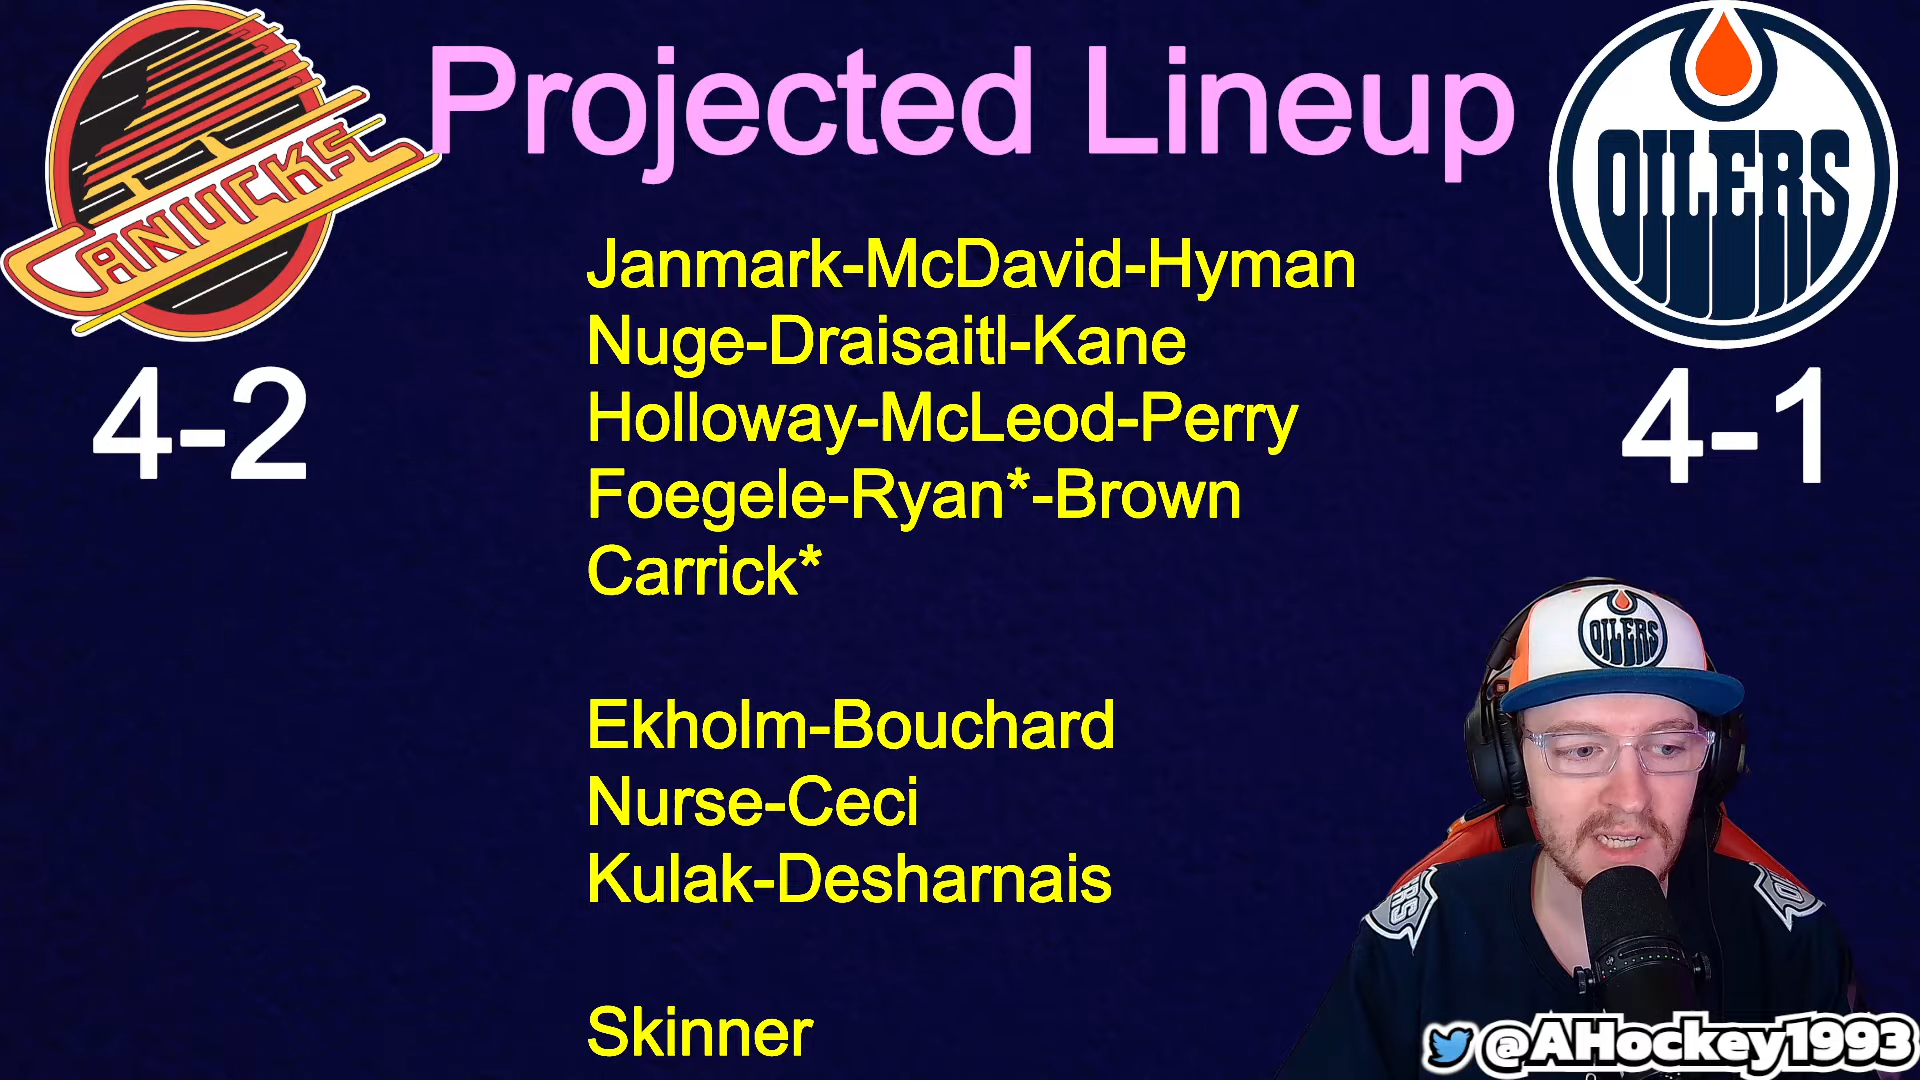 CANUCKS
Projected Lineup
OILERS
4-2
4-1
Janmark-McDavid-Hyman
Nuge-Draisaitl-Kane
Holloway-McLeod-Perry
Foegele-Ryan*-Brown
Carrick*
Ekholm-Bouchard
Nurse-Ceci
Kulak-Desharnais
Skinner
OILERS
@AHockey1993